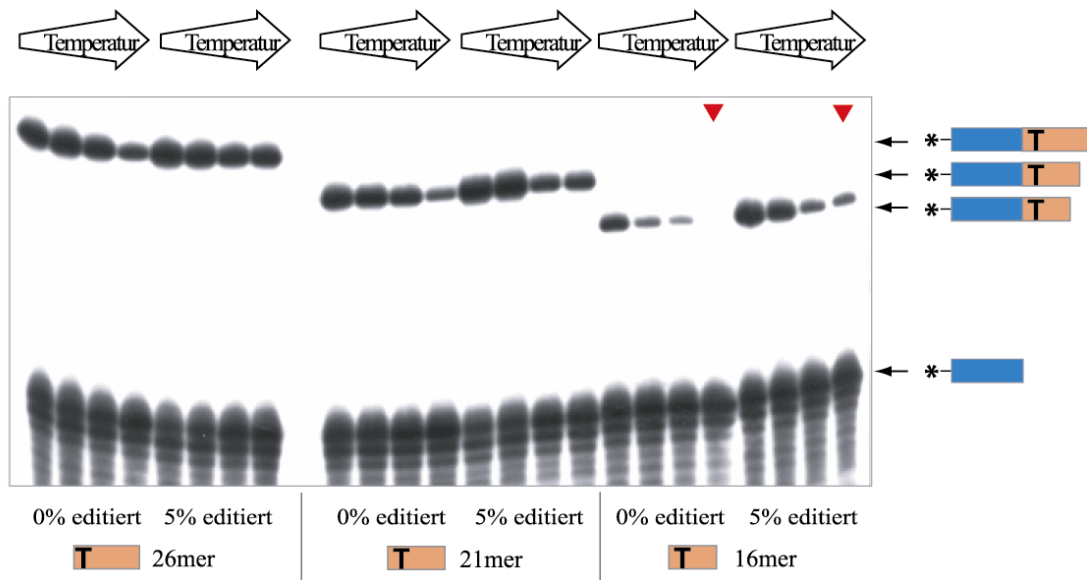 Temperatur Temperatur Temperatur Temperatur Temperatur Temperatur
* T
* T
* T
*
0% editiert 5% editiert 0% editiert 5% editiert 0% editiert 5% editiert
T 26mer T 21mer T 16mer